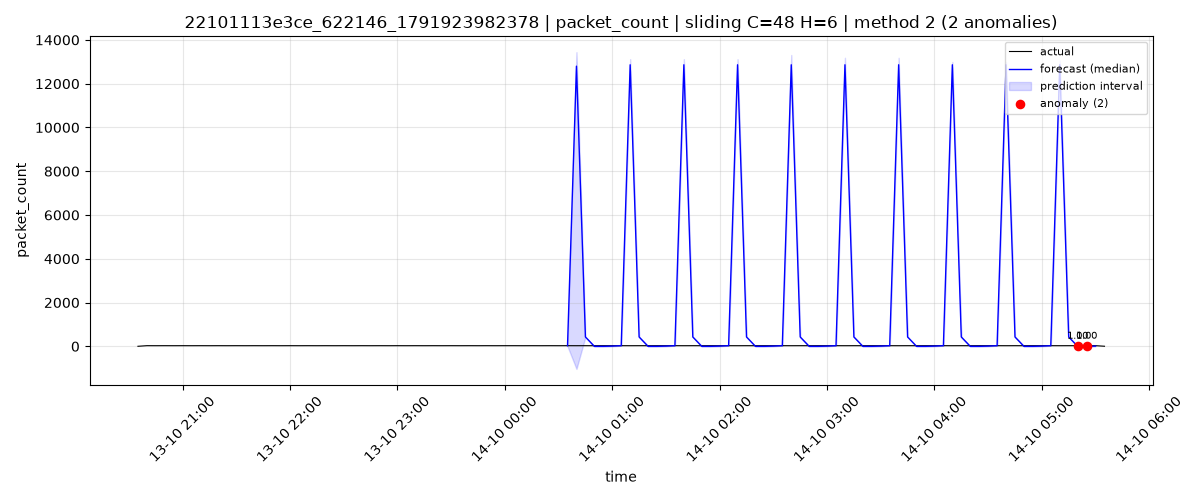 22101113e3ce_622146_1791923982378 | packet_count | sliding C=48 H=6 | method 2 (2 anomalies)
actual
forecast (median)
prediction interval
anomaly (2)
14000
12000
10000
8000
6000
4000
2000
0
packet_count
13-10 21:00
13-10 22:00
13-10 23:00
14-10 00:00
14-10 01:00
14-10 02:00
14-10 03:00
14-10 04:00
14-10 05:00
14-10 06:00
time